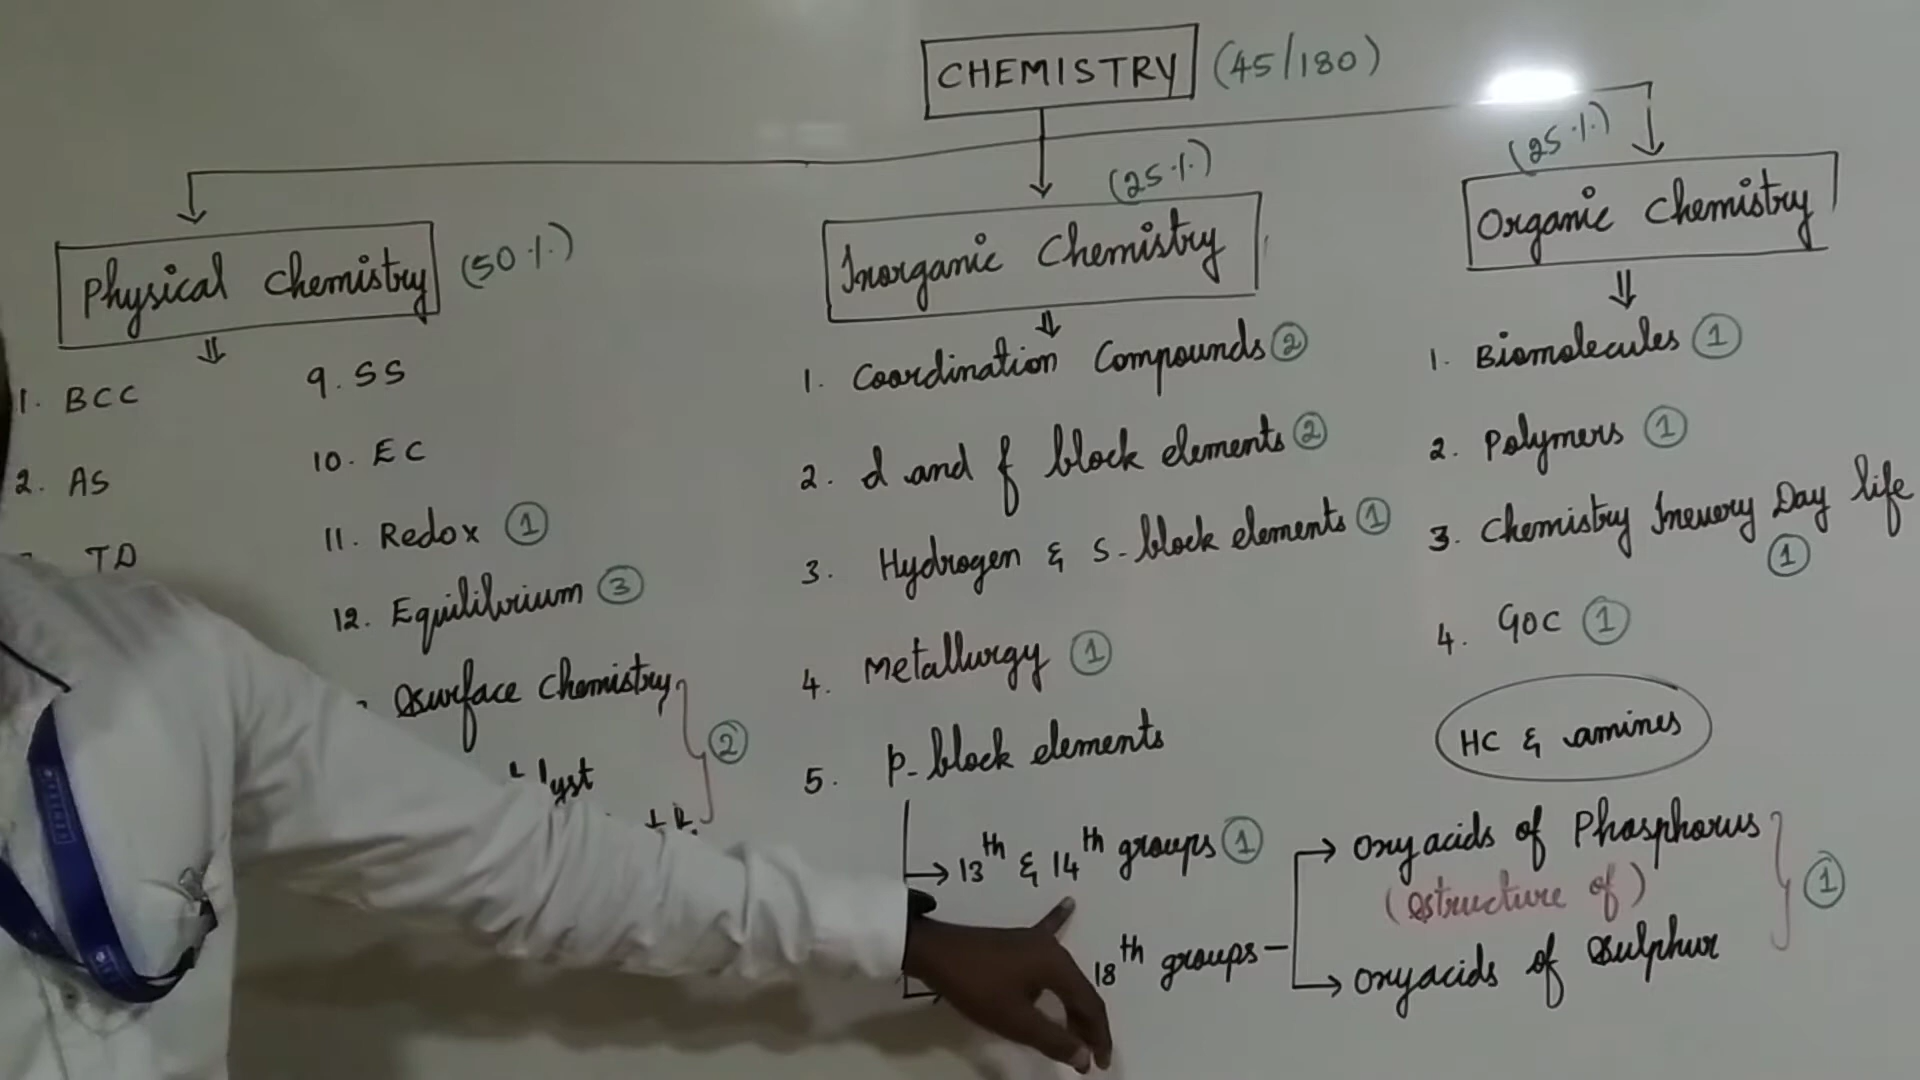 CHEMISTRY (45/180)
Physical Chemistry (50%)
1. BCC
2. AS
TD
9. SS
10. EC
11. Redox 1
12. Equilibrium 3
Surface Chemistry
lyst
2
Inorganic Chemistry (25%)
1. Coordination Compounds 2
2. d and f block elements 2
3. Hydrogen & s-block elements 1
4. Metallurgy 1
5. p-block elements
13th & 14th groups 1
18th groups
oxyacids of Phosphorus
(structure of)
oxyacids of Sulphur
1
Organic Chemistry (25%)
1. Biomolecules 1
2. Polymers 1
3. Chemistry Inevery Day life
1
4. GOC 1
HC & amines